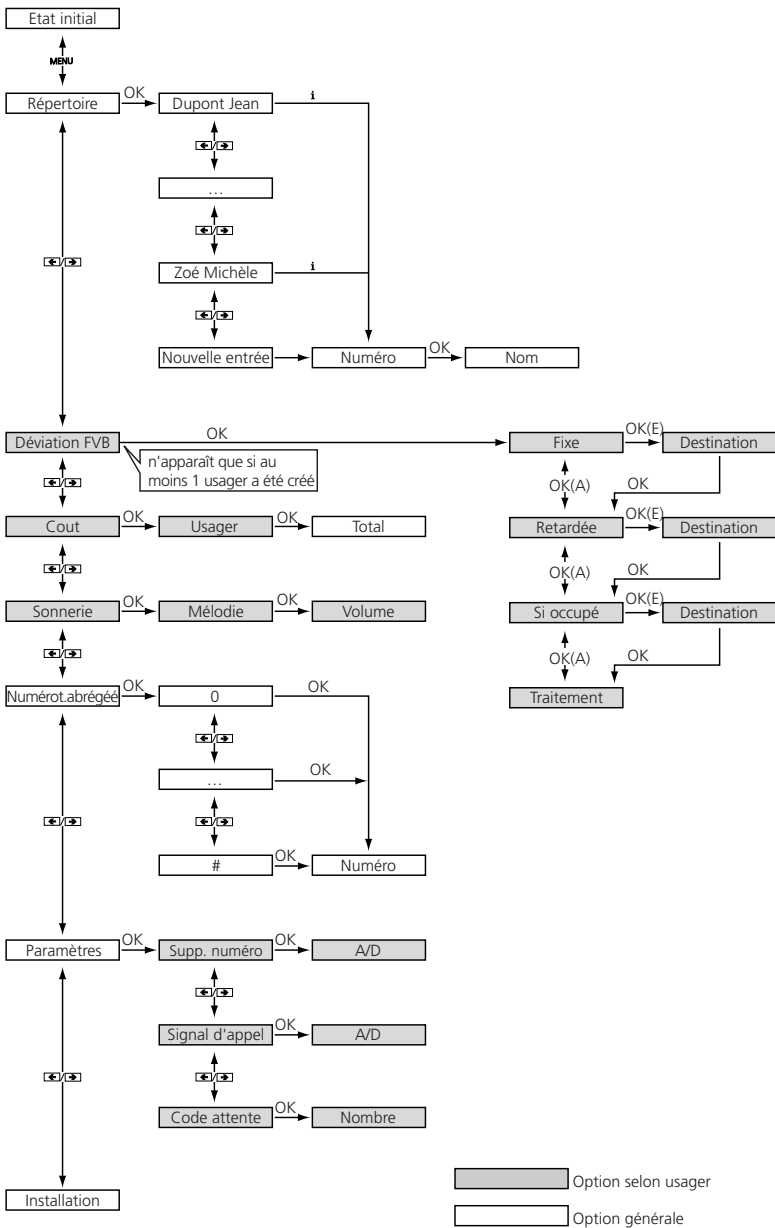 Etat initial
MENU
Répertoire
OK
Dupont Jean
i
...
Zoé Michèle
i
Nouvelle entrée
Numéro
OK
Nom
Déviation FVB
OK
Fixe
OK(E)
Destination
n'apparaît que si au
moins 1 usager a été créé
OK(A)
OK
Cout
OK
Usager
OK
Total
Retardée
OK(E)
Destination
OK(A)
OK
Sonnerie
OK
Mélodie
OK
Volume
Si occupé
OK(E)
Destination
OK(A)
OK
Numérot.abrégéé
OK
0
OK
Traitement
...
OK
#
OK
Numéro
Paramètres
OK
Supp. numéro
OK
A/D
Signal d'appel
OK
A/D
Code attente
OK
Nombre
Installation
Option selon usager
Option générale